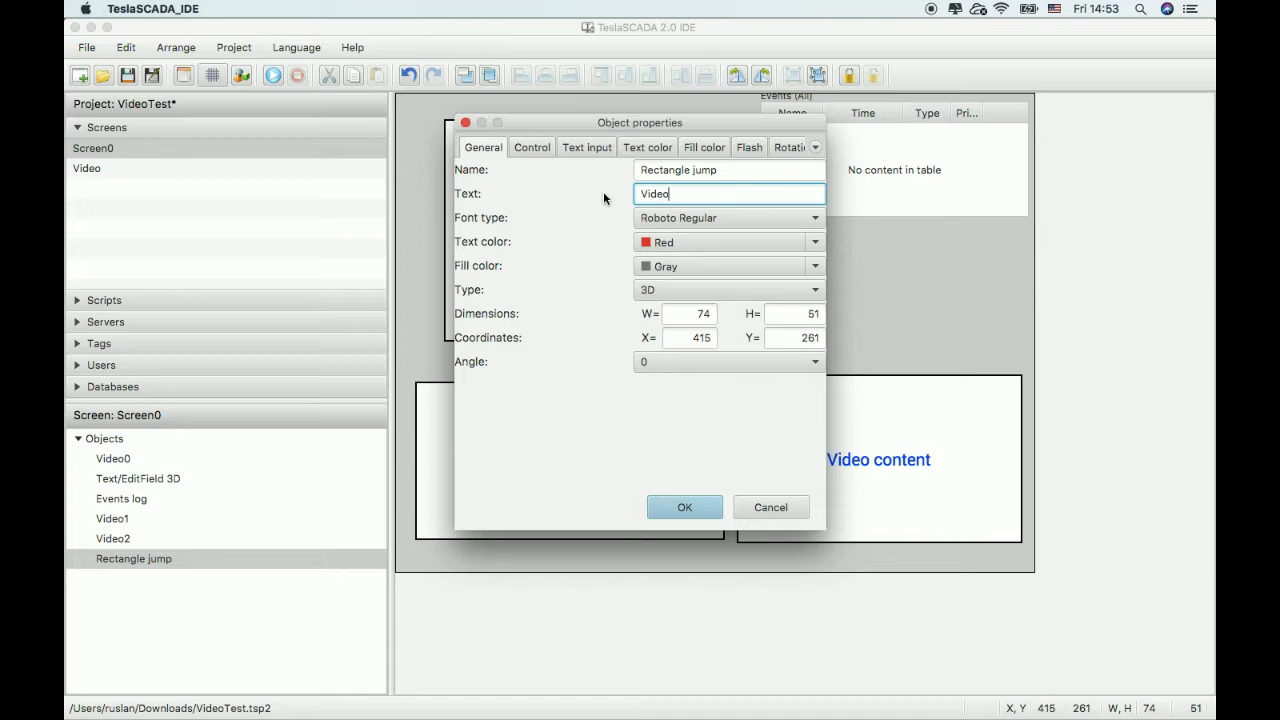 TeslaSCADA_IDE
Fri 14:53
TeslaSCADA 2.0 IDE
File Edit Arrange Project Language Help
Project: VideoTest*
Screens
Screen0
Video
Scripts
Servers
Tags
Users
Databases
Screen: Screen0
Objects
Video0
Text/EditField 3D
Events log
Video1
Video2
Rectangle jump
Events (All)
Name Time Type Pri...
No content in table
Object properties
General Control Text input Text color Fill color Flash Rotati
Name: Rectangle jump
Text: Video
Font type: Roboto Regular
Text color: Red
Fill color: Gray
Type: 3D
Dimensions: W= 74 H= 51
Coordinates: X= 415 Y= 261
Angle: 0
OK Cancel
Video content
/Users/ruslan/Downloads/VideoTest.tsp2
X, Y 415 261 W, H 74 51